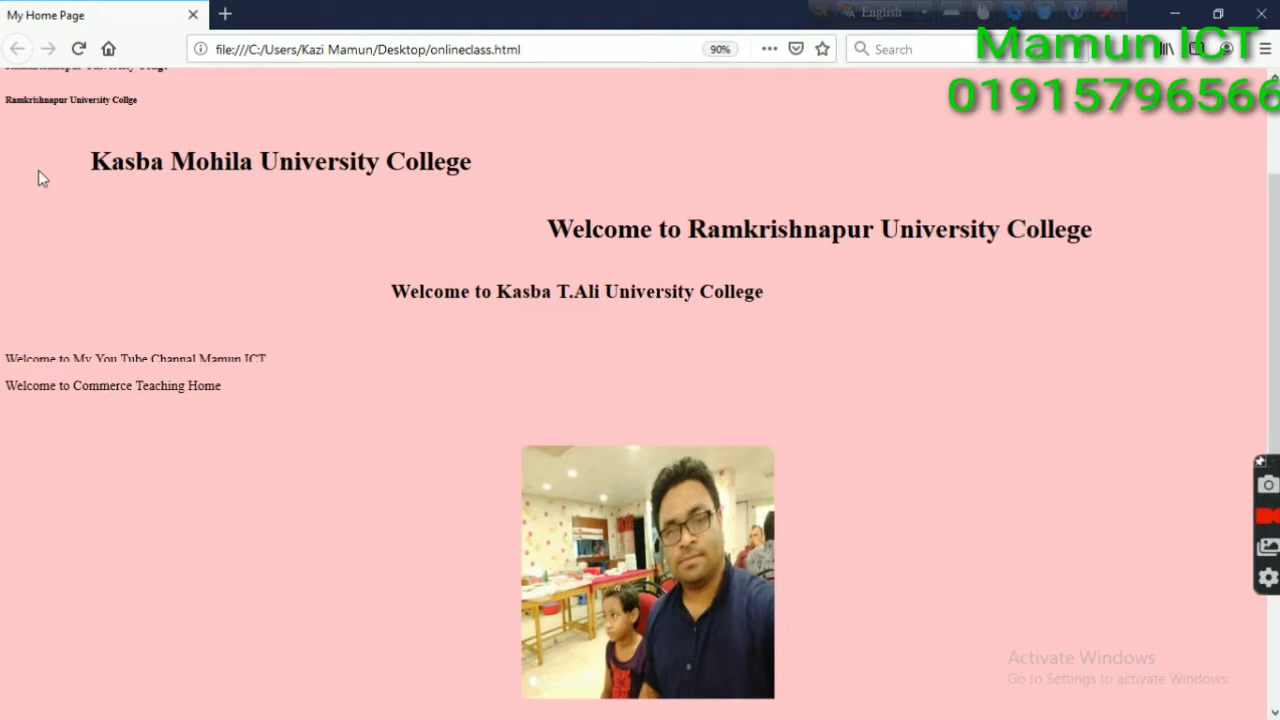 My Home Page
English
file:///C:/Users/Kazi Mamun/Desktop/onlineclass.html
90%
Search
Mamun ICT
01915796566
Ramkrishnapur University Collge
Kasba Mohila University College
Welcome to Ramkrishnapur University College
Welcome to Kasba T.Ali University College
Welcome to My You Tube Channal Mamun ICT
Welcome to Commerce Teaching Home
Activate Windows
Go to Settings to activate Windows.